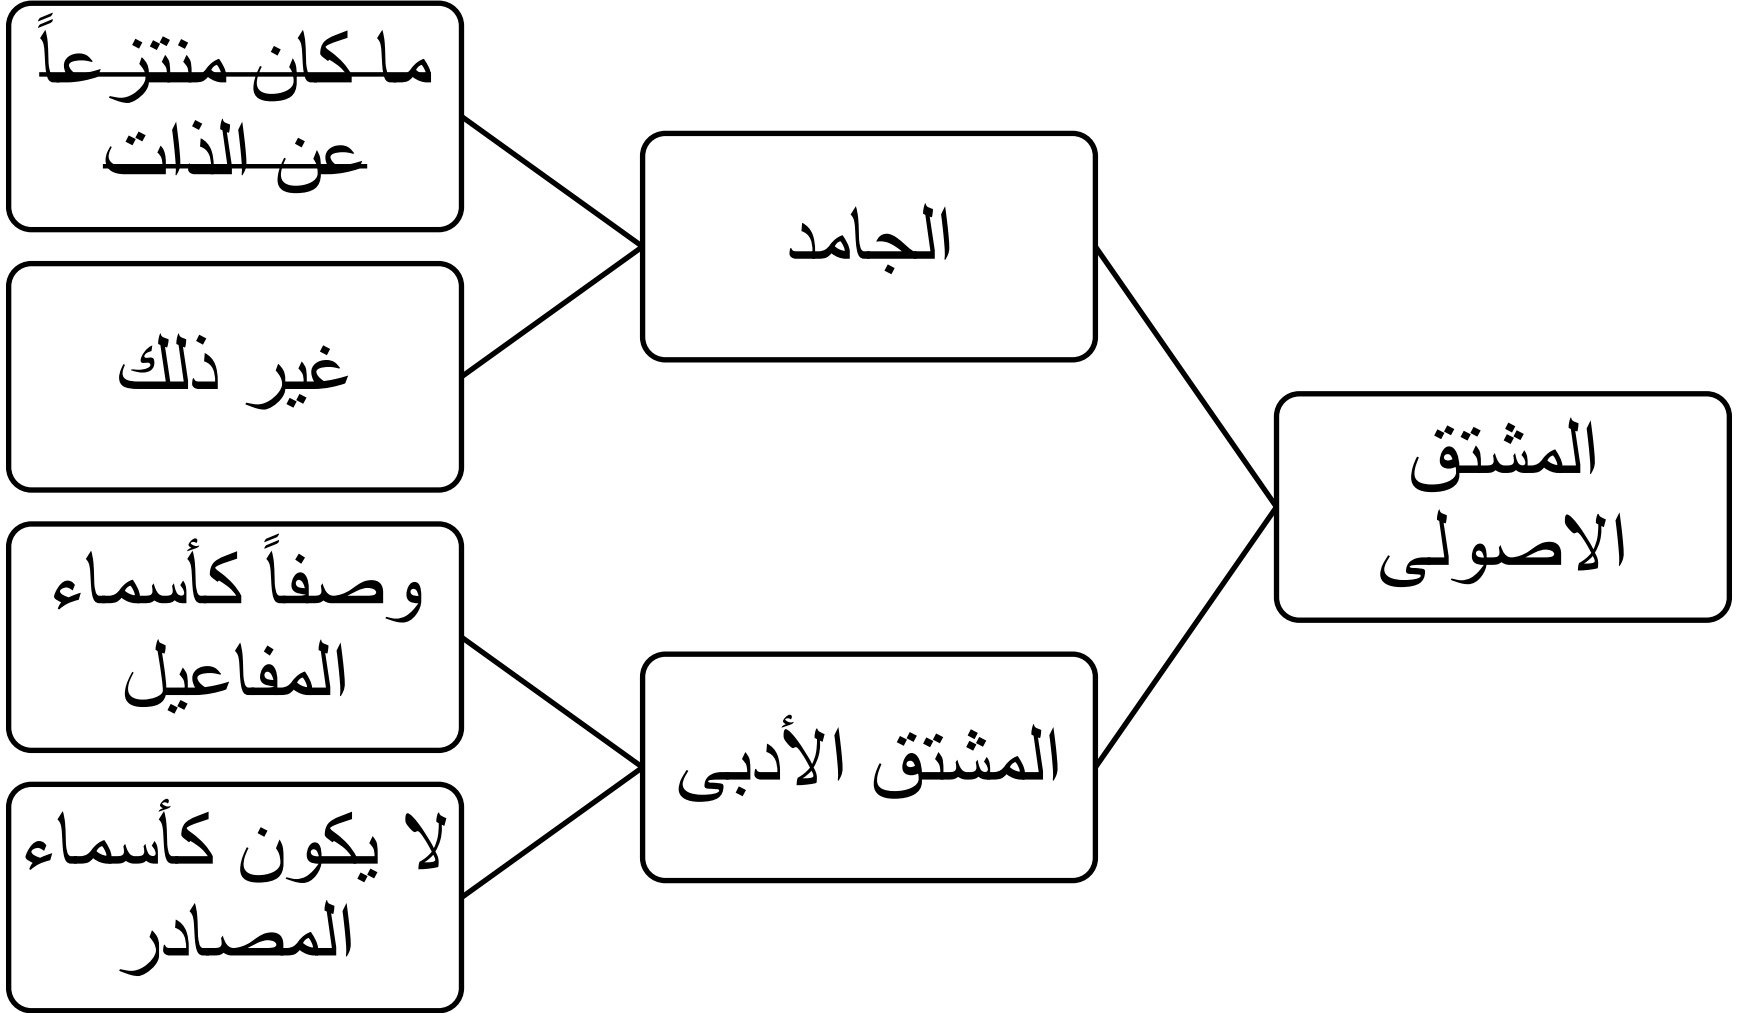 المشتق
الاصولى
الجامد
ما كان منتزعاً
عن الذات
غير ذلك
المشتق الأدبى
وصفاً كأسماء
المفاعيل
لا يكون كأسماء
المصادر